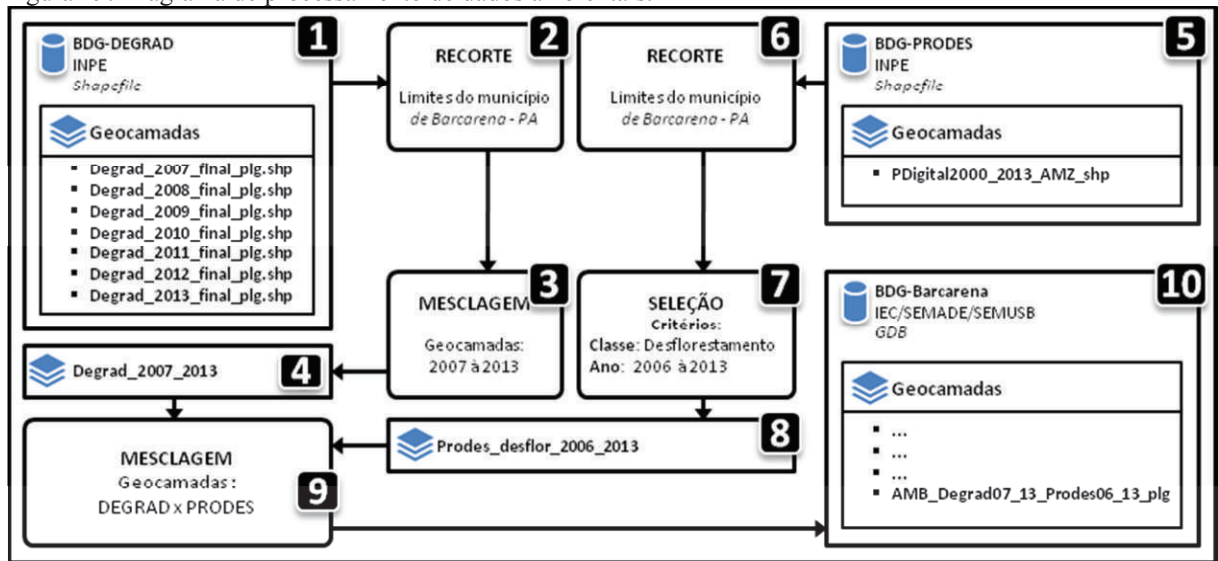 1
BDG-DEGRAD
INPE
Shapefile
Geocamadas
▪ Degrad_2007_final_plg.shp
▪ Degrad_2008_final_plg.shp
▪ Degrad_2009_final_plg.shp
▪ Degrad_2010_final_plg.shp
▪ Degrad_2011_final_plg.shp
▪ Degrad_2012_final_plg.shp
▪ Degrad_2013_final_plg.shp
2
RECORTE
Limites do município
de Barcarena - PA
3
MESCLAGEM
Geocamadas:
2007 à 2013
4
Degrad_2007_2013
5
BDG-PRODES
INPE
Shapefile
Geocamadas
▪ PDigital2000_2013_AMZ_shp
6
RECORTE
Limites do município
de Barcarena - PA
7
SELEÇÃO
Critérios:
Classe: Desflorestamento
Ano: 2006 à 2013
8
Prodes_desflor_2006_2013
9
MESCLAGEM
Geocamadas :
DEGRAD x PRODES
10
BDG-Barcarena
IEC/SEMADE/SEMUSB
GDB
Geocamadas
▪ ...
▪ ...
▪ ...
▪ AMB_Degrad07_13_Prodes06_13_plg